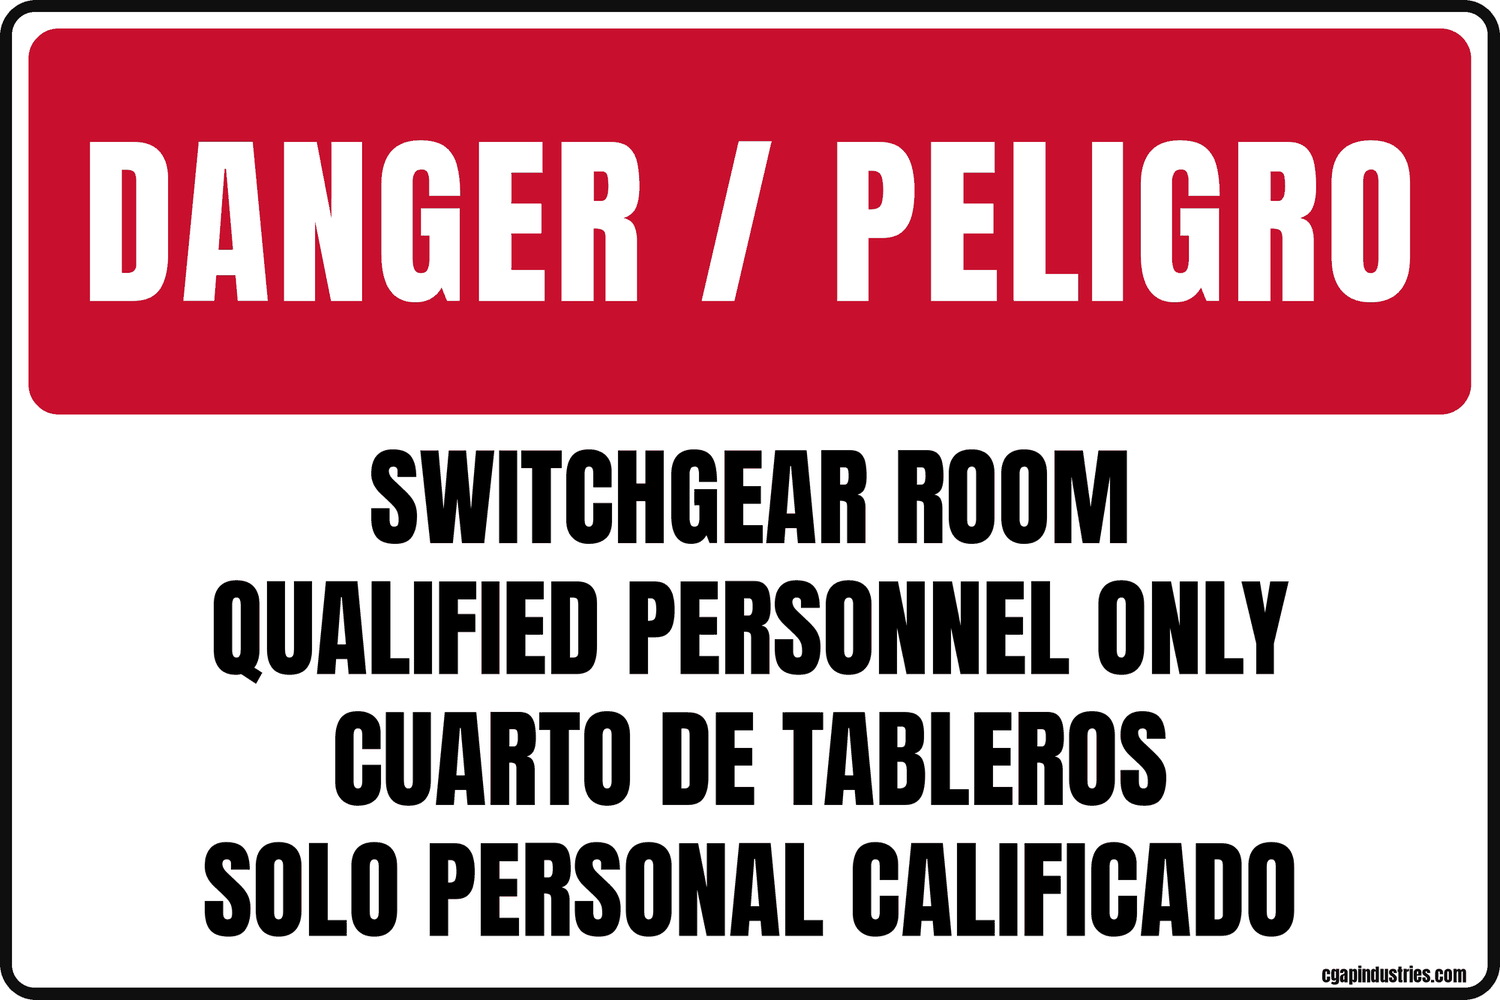 DANGER / PELIGRO
SWITCHGEAR ROOM
QUALIFIED PERSONNEL ONLY
CUARTO DE TABLEROS
SOLO PERSONAL CALIFICADO
cgapindustries.com